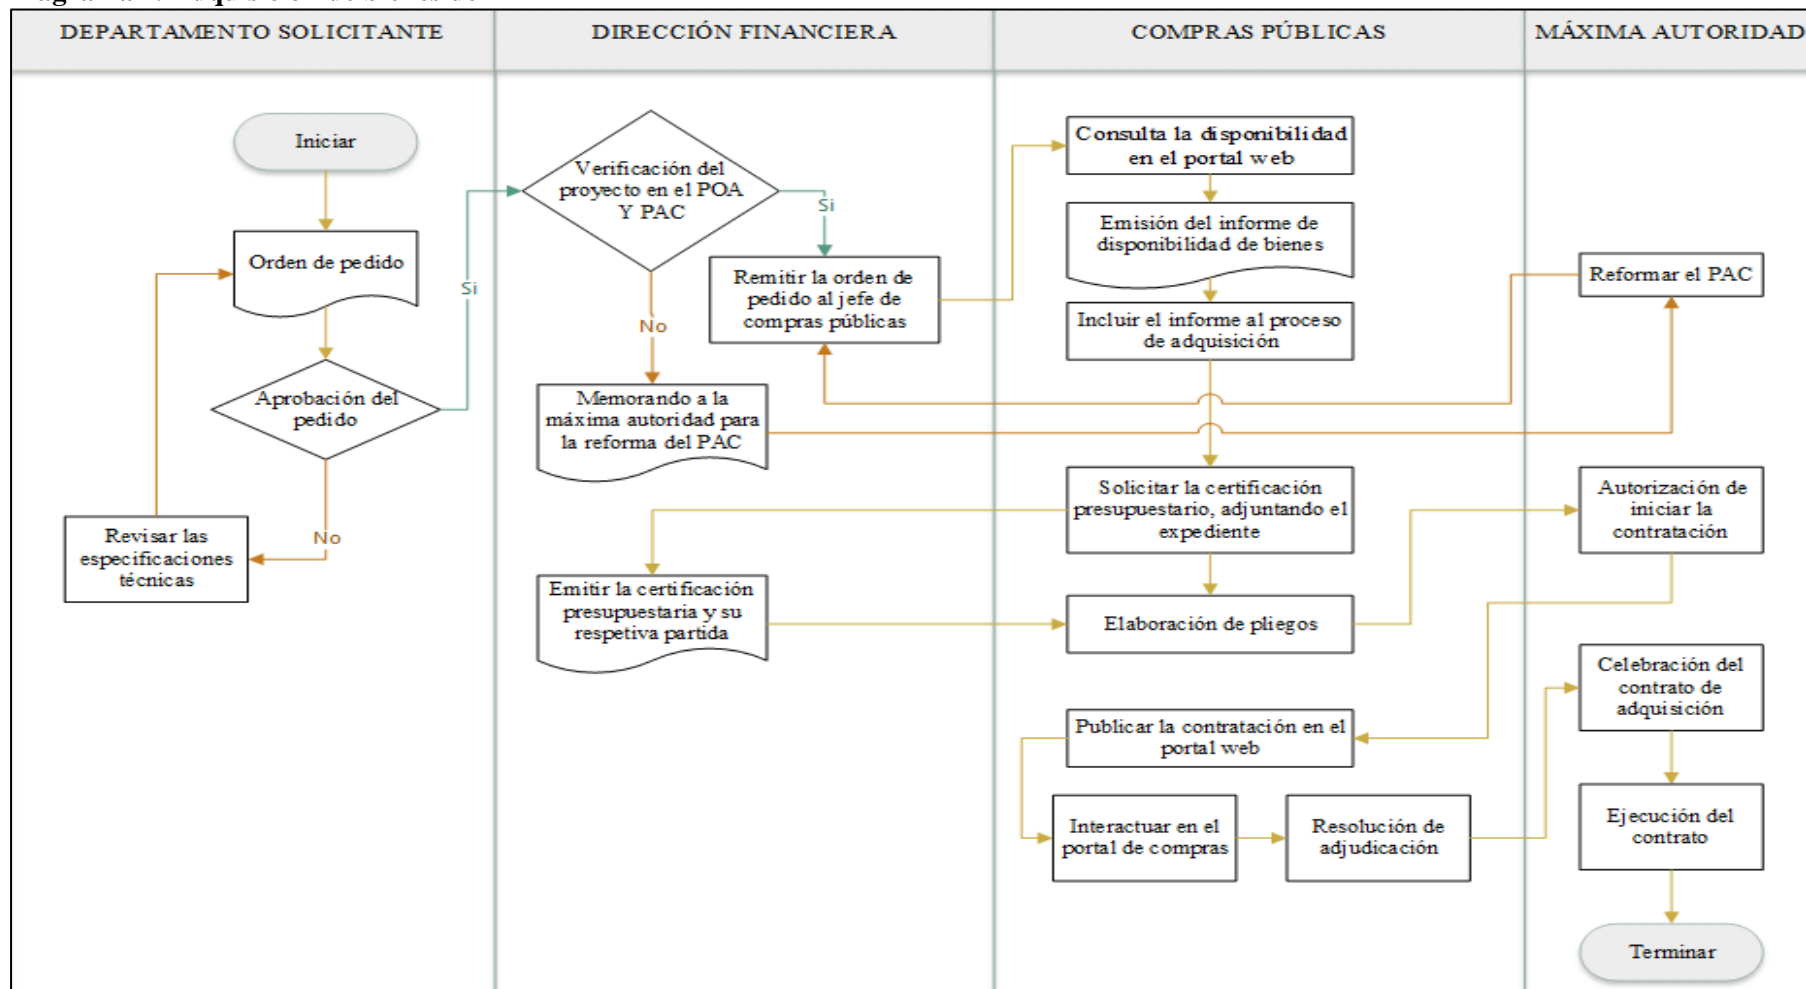 DEPARTAMENTO SOLICITANTE
DIRECCIÓN FINANCIERA
COMPRAS PÚBLICAS
MÁXIMA AUTORIDAD
Iniciar
Orden de pedido
Aprobación del
pedido
Si
No
Revisar las
especificaciones
técnicas
Verificación del
proyecto en el POA
Y PAC
Si
No
Remitir la orden de
pedido al jefe de
compras públicas
Memorando a la
máxima autoridad para
la reforma del PAC
Emitir la certificación
presupuestaria y su
respetiva partida
Consulta la disponibilidad
en el portal web
Emisión del informe de
disponibilidad de bienes
Incluir el informe al proceso
de adquisición
Solicitar la certificación
presupuestario, adjuntando el
expediente
Elaboración de pliegos
Publicar la contratación en el
portal web
Interactuar en el
portal de compras
Resolución de
adjudicación
Reformar el PAC
Autorización de
iniciar la
contratación
Celebración del
contrato de
adquisición
Ejecución del
contrato
Terminar